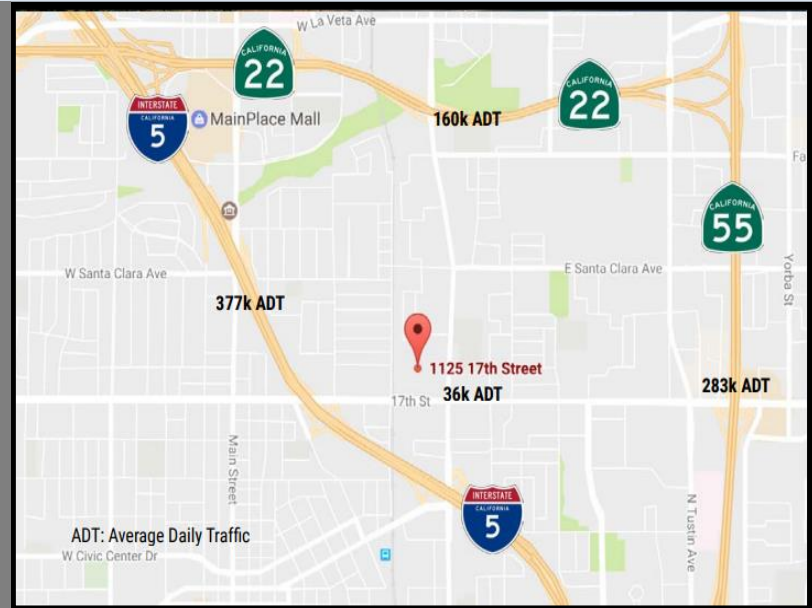 W La Veta Ave
CALIFORNIA
22
CALIFORNIA
22
INTERSTATE
CALIFORNIA
5
MainPlace Mall
160k ADT
Fa
CALIFORNIA
55
W Santa Clara Ave
E Santa Clara Ave
Yorba St
377k ADT
1125 17th Street
36k ADT
17th St
283k ADT
Main Street
INTERSTATE
CALIFORNIA
5
N Tustin Ave
ADT: Average Daily Traffic
W Civic Center Dr